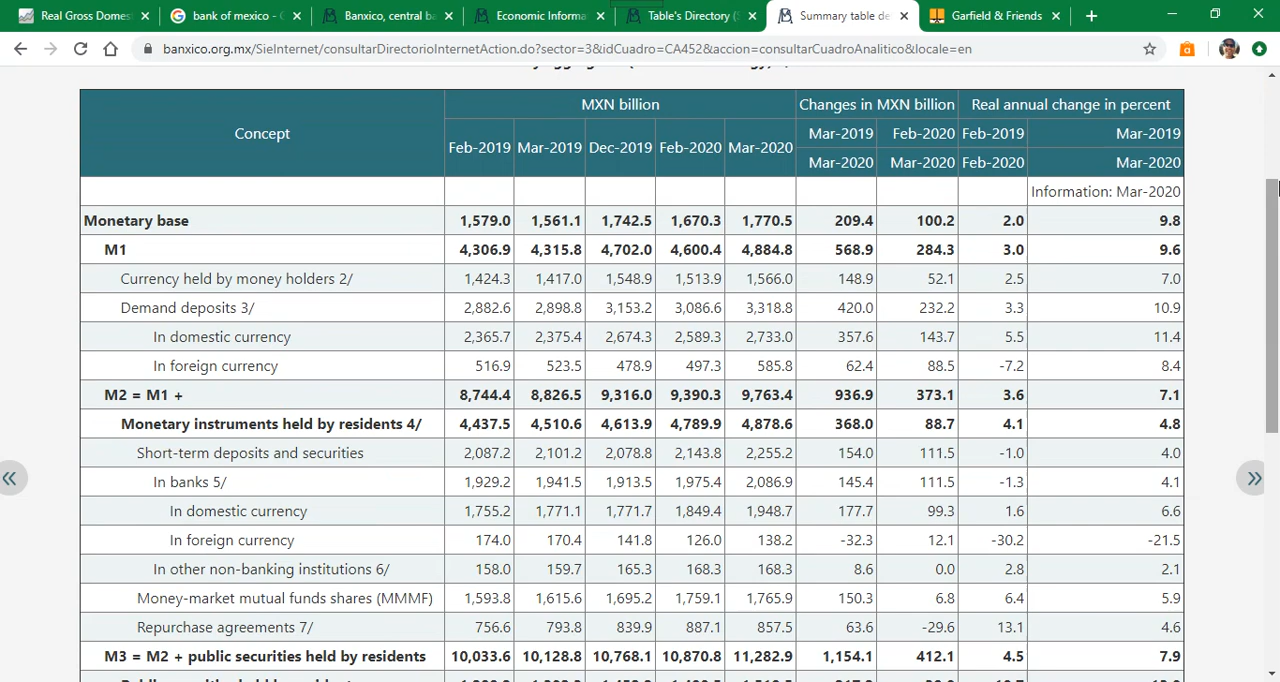 Real Gross Domes
bank of mexico - G
Banxico, central ba
Economic Informa
Table's Directory (S
Summary table de
Garfield & Friends
banxico.org.mx/SieInternet/consultarDirectorioInternetAction.do?sector=3&idCuadro=CA452&accion=consultarCuadroAnalitico&locale=en
Concept MXN billion Changes in MXN billion Real annual change in percent
Feb-2019 Mar-2019 Dec-2019 Feb-2020 Mar-2020 Mar-2019 Feb-2020 Feb-2019 Mar-2019
Mar-2020 Mar-2020 Feb-2020 Mar-2020
Information: Mar-2020
Monetary base 1,579.0 1,561.1 1,742.5 1,670.3 1,770.5 209.4 100.2 2.0 9.8
M1 4,306.9 4,315.8 4,702.0 4,600.4 4,884.8 568.9 284.3 3.0 9.6
Currency held by money holders 2/ 1,424.3 1,417.0 1,548.9 1,513.9 1,566.0 148.9 52.1 2.5 7.0
Demand deposits 3/ 2,882.6 2,898.8 3,153.2 3,086.6 3,318.8 420.0 232.2 3.3 10.9
In domestic currency 2,365.7 2,375.4 2,674.3 2,589.3 2,733.0 357.6 143.7 5.5 11.4
In foreign currency 516.9 523.5 478.9 497.3 585.8 62.4 88.5 -7.2 8.4
M2 = M1 + 8,744.4 8,826.5 9,316.0 9,390.3 9,763.4 936.9 373.1 3.6 7.1
Monetary instruments held by residents 4/ 4,437.5 4,510.6 4,613.9 4,789.9 4,878.6 368.0 88.7 4.1 4.8
Short-term deposits and securities 2,087.2 2,101.2 2,078.8 2,143.8 2,255.2 154.0 111.5 -1.0 4.0
In banks 5/ 1,929.2 1,941.5 1,913.5 1,975.4 2,086.9 145.4 111.5 -1.3 4.1
In domestic currency 1,755.2 1,771.1 1,771.7 1,849.4 1,948.7 177.7 99.3 1.6 6.6
In foreign currency 174.0 170.4 141.8 126.0 138.2 -32.3 12.1 -30.2 -21.5
In other non-banking institutions 6/ 158.0 159.7 165.3 168.3 168.3 8.6 0.0 2.8 2.1
Money-market mutual funds shares (MMMF) 1,593.8 1,615.6 1,695.2 1,759.1 1,765.9 150.3 6.8 6.4 5.9
Repurchase agreements 7/ 756.6 793.8 839.9 887.1 857.5 63.6 -29.6 13.1 4.6
M3 = M2 + public securities held by residents 10,033.6 10,128.8 10,768.1 10,870.8 11,282.9 1,154.1 412.1 4.5 7.9